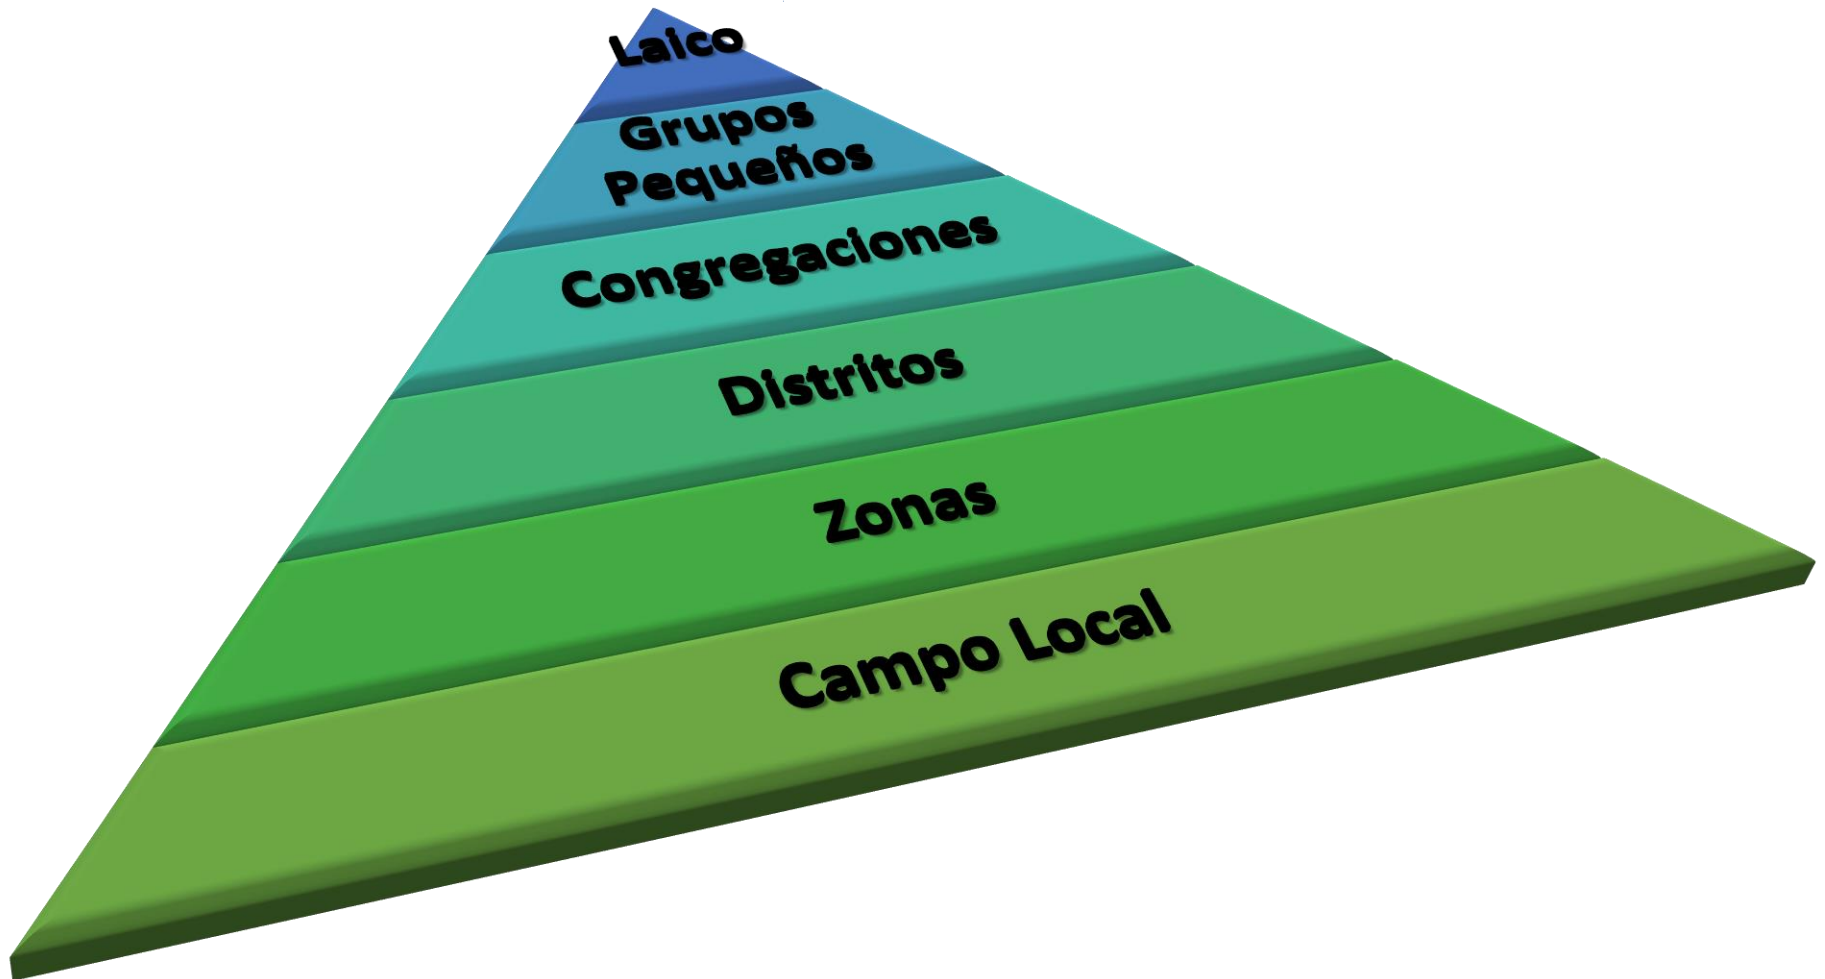 Laico
Grupos
Pequeños
Congregaciones
Distritos
Zonas
Campo Local